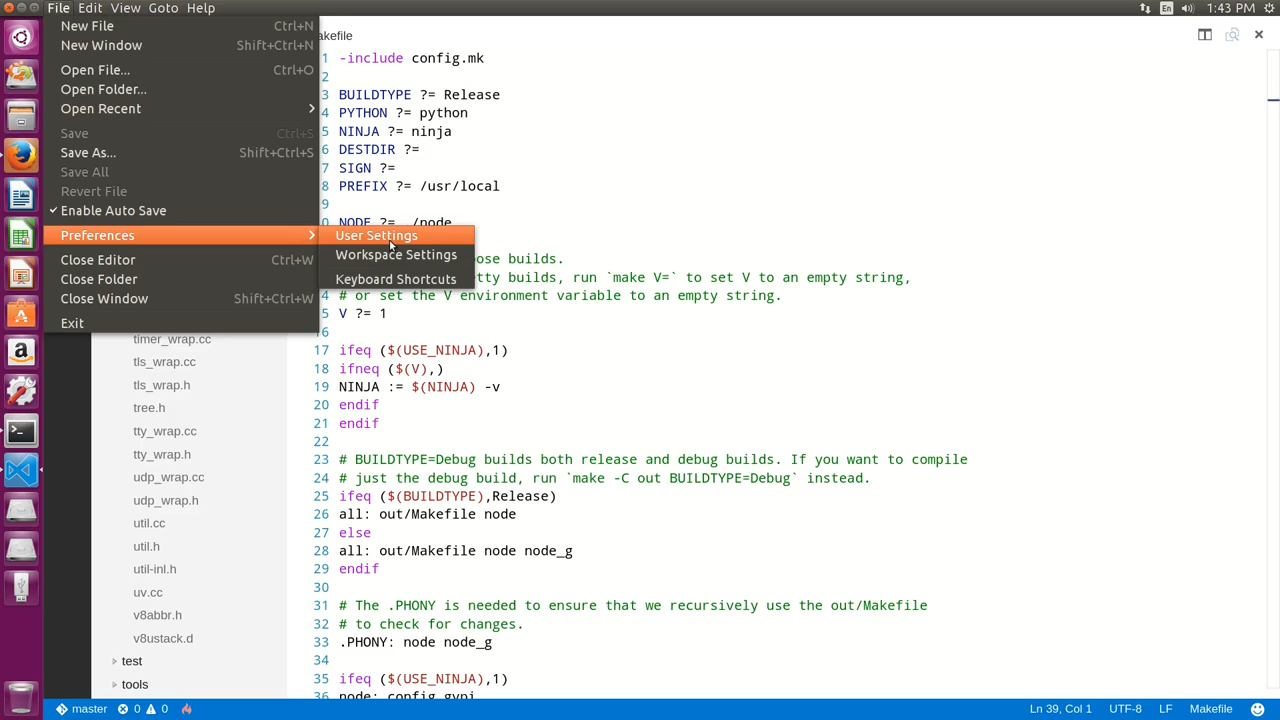 File Edit View Goto Help
En 1:43 PM
New File Ctrl+N
New Window Shift+Ctrl+N
Open File... Ctrl+O
Open Folder...
Open Recent
Save Ctrl+S
Save As... Shift+Ctrl+S
Save All
Revert File
Enable Auto Save
Preferences
Close Editor Ctrl+W
Close Folder
Close Window Shift+Ctrl+W
Exit
User Settings
Workspace Settings
Keyboard Shortcuts
timer_wrap.cc
tls_wrap.cc
tls_wrap.h
tree.h
tty_wrap.cc
tty_wrap.h
udp_wrap.cc
udp_wrap.h
util.cc
util.h
util-inl.h
uv.cc
v8abbr.h
v8ustack.d
test
tools
akefile
1 -include config.mk
2
3 BUILDTYPE ?= Release
4 PYTHON ?= python
5 NINJA ?= ninja
6 DESTDIR ?=
7 SIGN ?=
8 PREFIX ?= /usr/local
9
0 NODE ?= ./node
ose builds.
tty builds, run `make V=` to set V to an empty string,
# or set the V environment variable to an empty string.
5 V ?= 1
16
17 ifeq ($(USE_NINJA),1)
18 ifneq ($(V),)
19 NINJA := $(NINJA) -v
20 endif
21 endif
22
23 # BUILDTYPE=Debug builds both release and debug builds. If you want to compile
24 # just the debug build, run `make -C out BUILDTYPE=Debug` instead.
25 ifeq ($(BUILDTYPE),Release)
26 all: out/Makefile node
27 else
28 all: out/Makefile node node_g
29 endif
30
31 # The .PHONY is needed to ensure that we recursively use the out/Makefile
32 # to check for changes.
33 .PHONY: node node_g
34
35 ifeq ($(USE_NINJA),1)
36 node: config.gypi
master 0 0 Ln 39, Col 1 UTF-8 LF Makefile